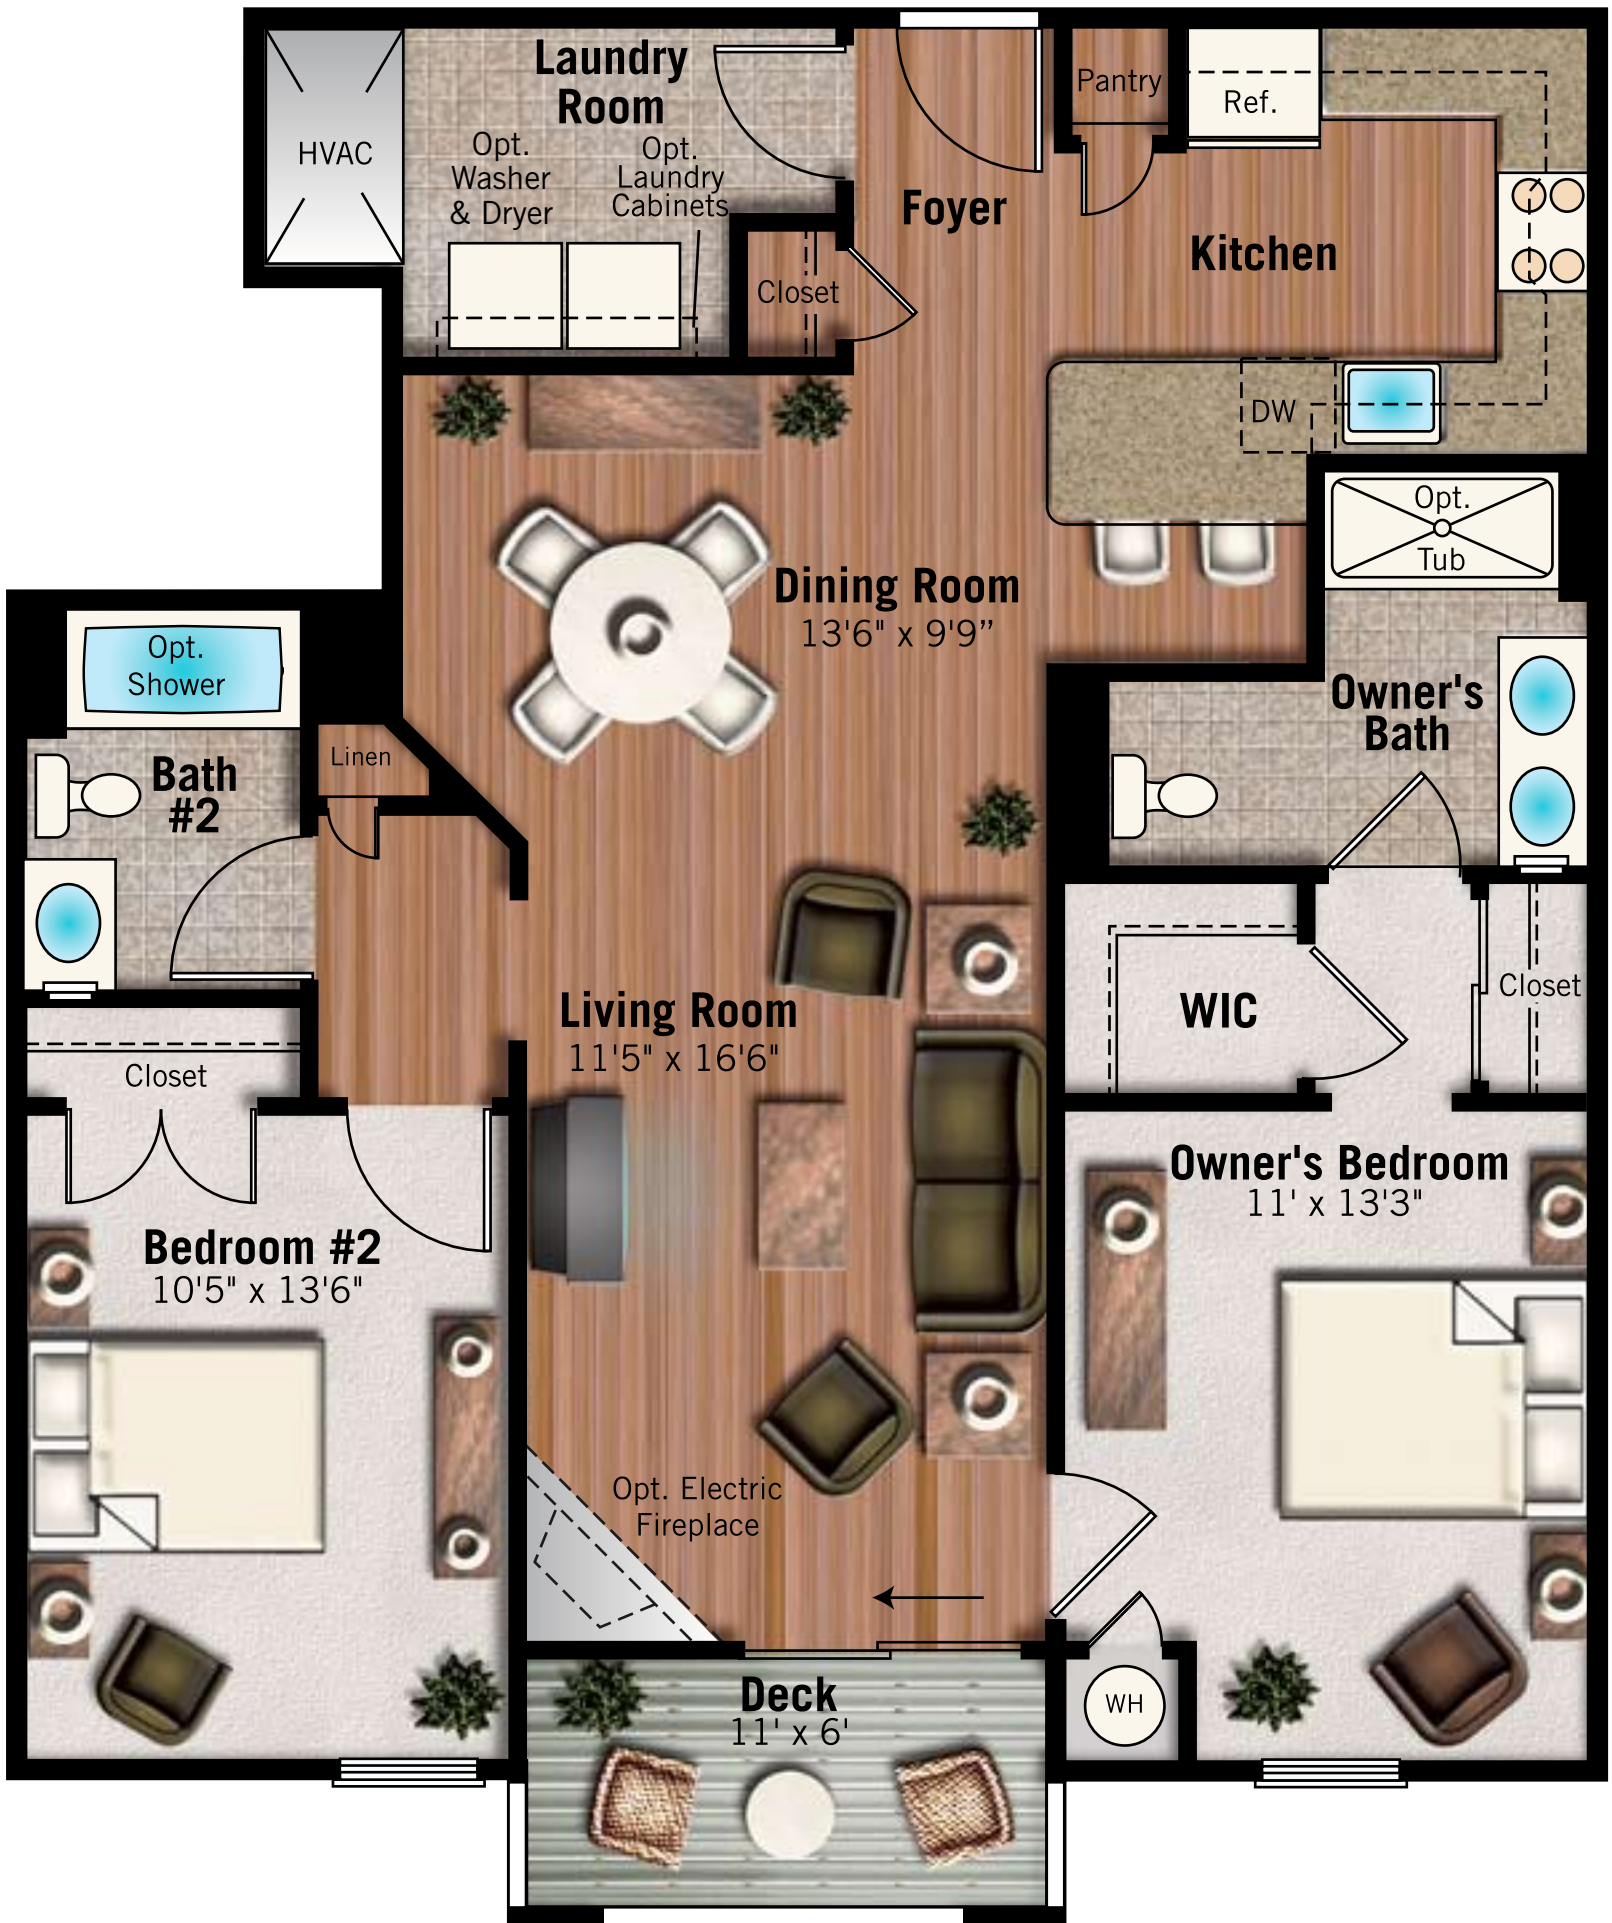 Laundry
Room
HVAC
Opt.
Washer
& Dryer
Opt.
Laundry
Cabinets
Closet
Foyer
Pantry
Ref.
Kitchen
DW
Opt.
Tub
Dining Room
13'6" x 9'9”
Opt.
Shower
Bath
#2
Linen
Owner's
Bath
Living Room
11'5" x 16'6"
WIC
Closet
Closet
Bedroom #2
10'5" x 13'6"
Owner's Bedroom
11' x 13'3"
Opt. Electric
Fireplace
Deck
11' x 6'
WH